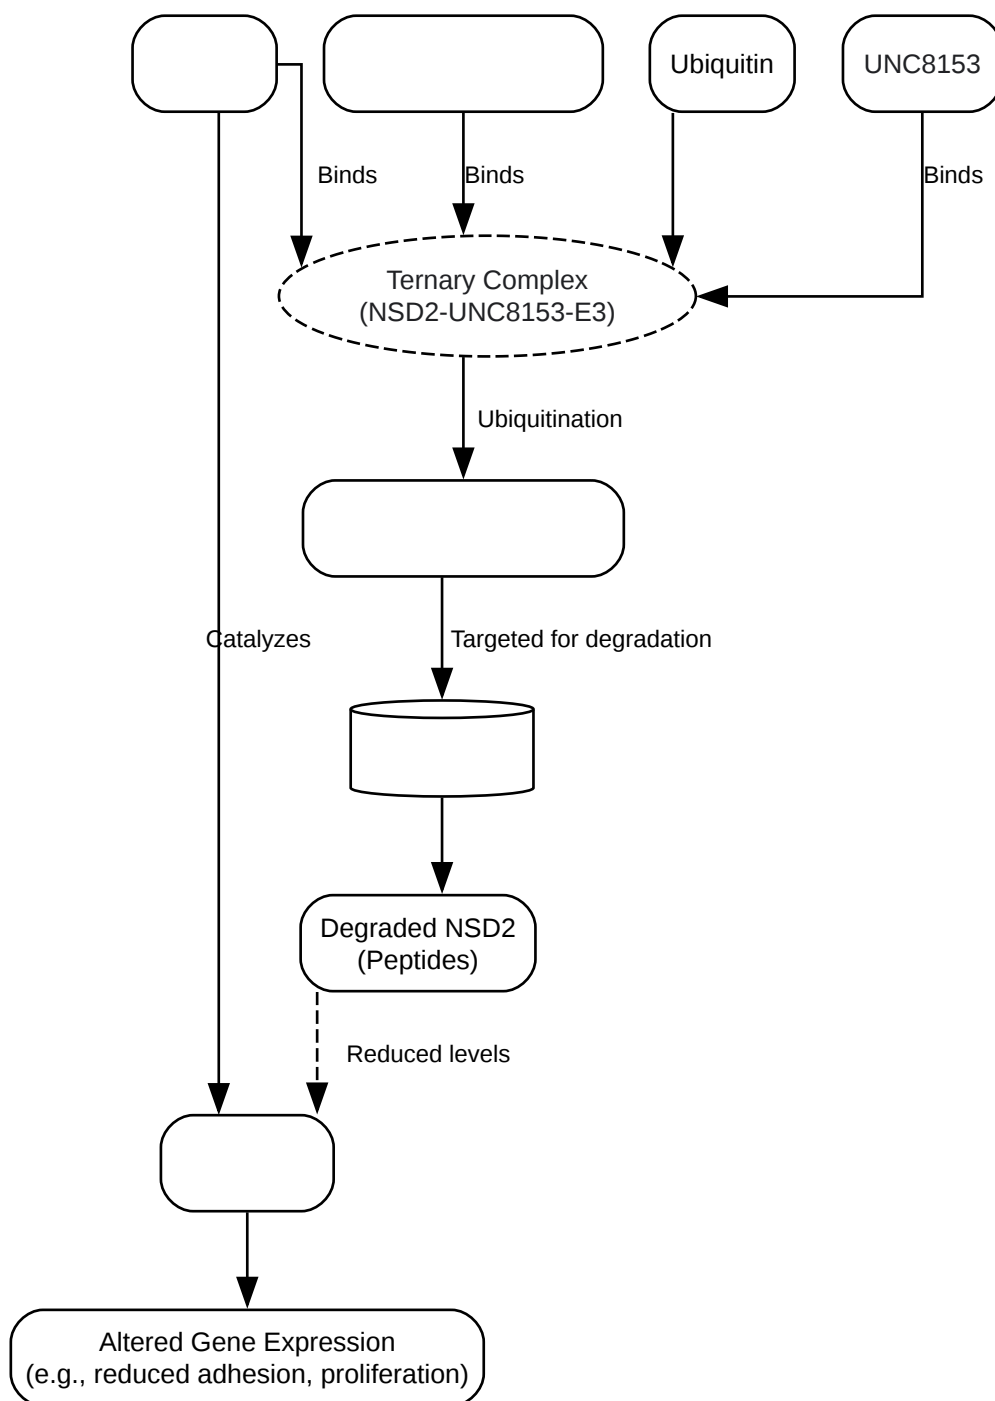 Ubiquitin
UNC8153
Binds
Binds
Binds
Ternary Complex
(NSD2-UNC8153-E3)
Ubiquitination
Catalyzes
Targeted for degradation
Degraded NSD2
(Peptides)
Reduced levels
Altered Gene Expression
(e.g., reduced adhesion, proliferation)